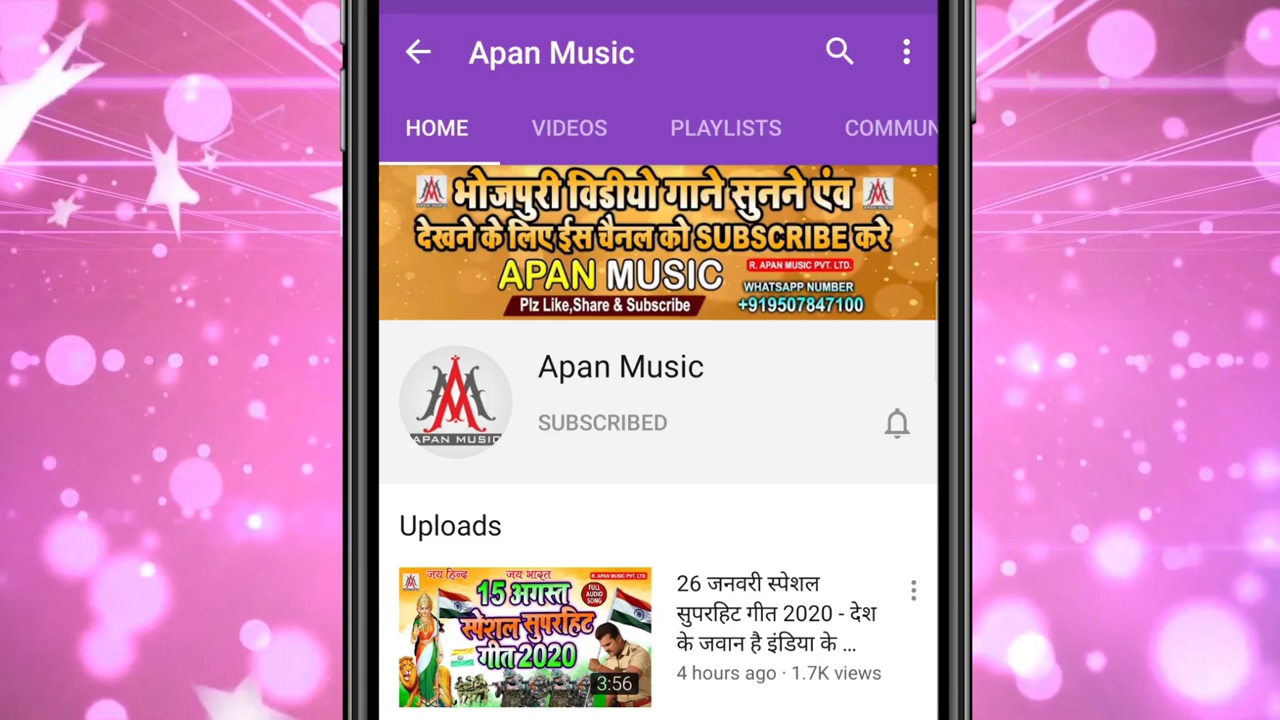 Apan Music
HOME VIDEOS PLAYLISTS COMMUN
भोजपुरी विडीयो गाने सुनने एंव
देखने के लिए ईस चैनल को SUBSCRIBE करे
APAN MUSIC
R. APAN MUSIC PVT. LTD.
WHATSAPP NUMBER
Plz Like,Share & Subscribe
+919507847100
Apan Music
APAN MUSIC
SUBSCRIBED
Uploads
जय हिन्द जय भारत
R. APAN MUSIC PVT. LTD
15 अगस्त
FULL
AUDIO
SONG
स्पेशल सुपरहिट
गीत 2020
3:56
26 जनवरी स्पेशल
सुपरहिट गीत 2020 - देश
के जवान है इंडिया के ...
4 hours ago · 1.7K views